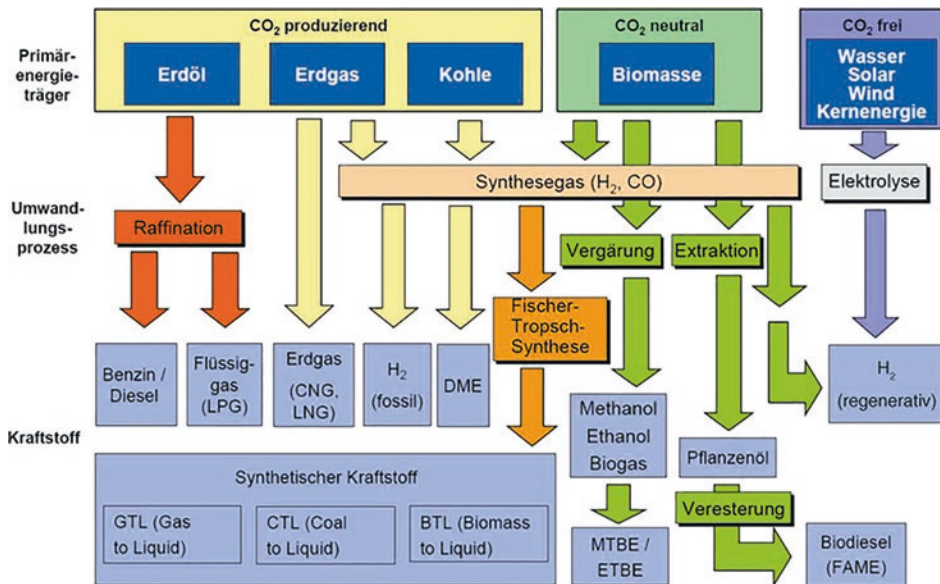 CO₂ produzierend
CO₂ neutral
CO₂ frei
Primär-
energie-
träger
Erdöl
Erdgas
Kohle
Biomasse
Wasser
Solar
Wind
Kernenergie
Synthesegas (H₂, CO)
Elektrolyse
Umwand-
lungs-
prozess
Raffination
Vergärung
Extraktion
Fischer-
Tropsch-
Synthese
Kraftstoff
Benzin /
Diesel
Flüssig-
gas
(LPG)
Erdgas
(CNG,
LNG)
H₂
(fossil)
DME
H₂
(regenerativ)
Methanol
Ethanol
Biogas
Pflanzenöl
Synthetischer Kraftstoff
GTL (Gas
to Liquid)
CTL (Coal
to Liquid)
BTL (Biomass
to Liquid)
Veresterung
MTBE /
ETBE
Biodiesel
(FAME)